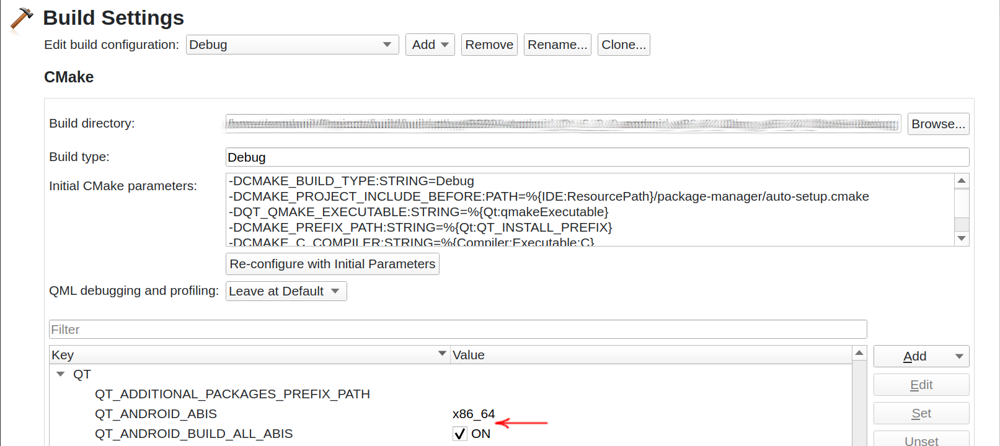 Build Settings
Edit build configuration: Debug Add Remove Rename... Clone...
CMake
Build directory: Browse...
Build type: Debug
Initial CMake parameters: -DCMAKE_BUILD_TYPE:STRING=Debug
-DCMAKE_PROJECT_INCLUDE_BEFORE:PATH=%{IDE:ResourcePath}/package-manager/auto-setup.cmake
-DQT_QMAKE_EXECUTABLE:STRING=%{Qt:qmakeExecutable}
-DCMAKE_PREFIX_PATH:STRING=%{Qt:QT_INSTALL_PREFIX}
-DCMAKE_C_COMPILER:STRING=%{Compiler:Executable:C}
Re-configure with Initial Parameters
QML debugging and profiling: Leave at Default
Filter
Key Value Add
QT
Edit
QT_ADDITIONAL_PACKAGES_PREFIX_PATH
QT_ANDROID_ABIS x86_64 Set
QT_ANDROID_BUILD_ALL_ABIS ON
Unset